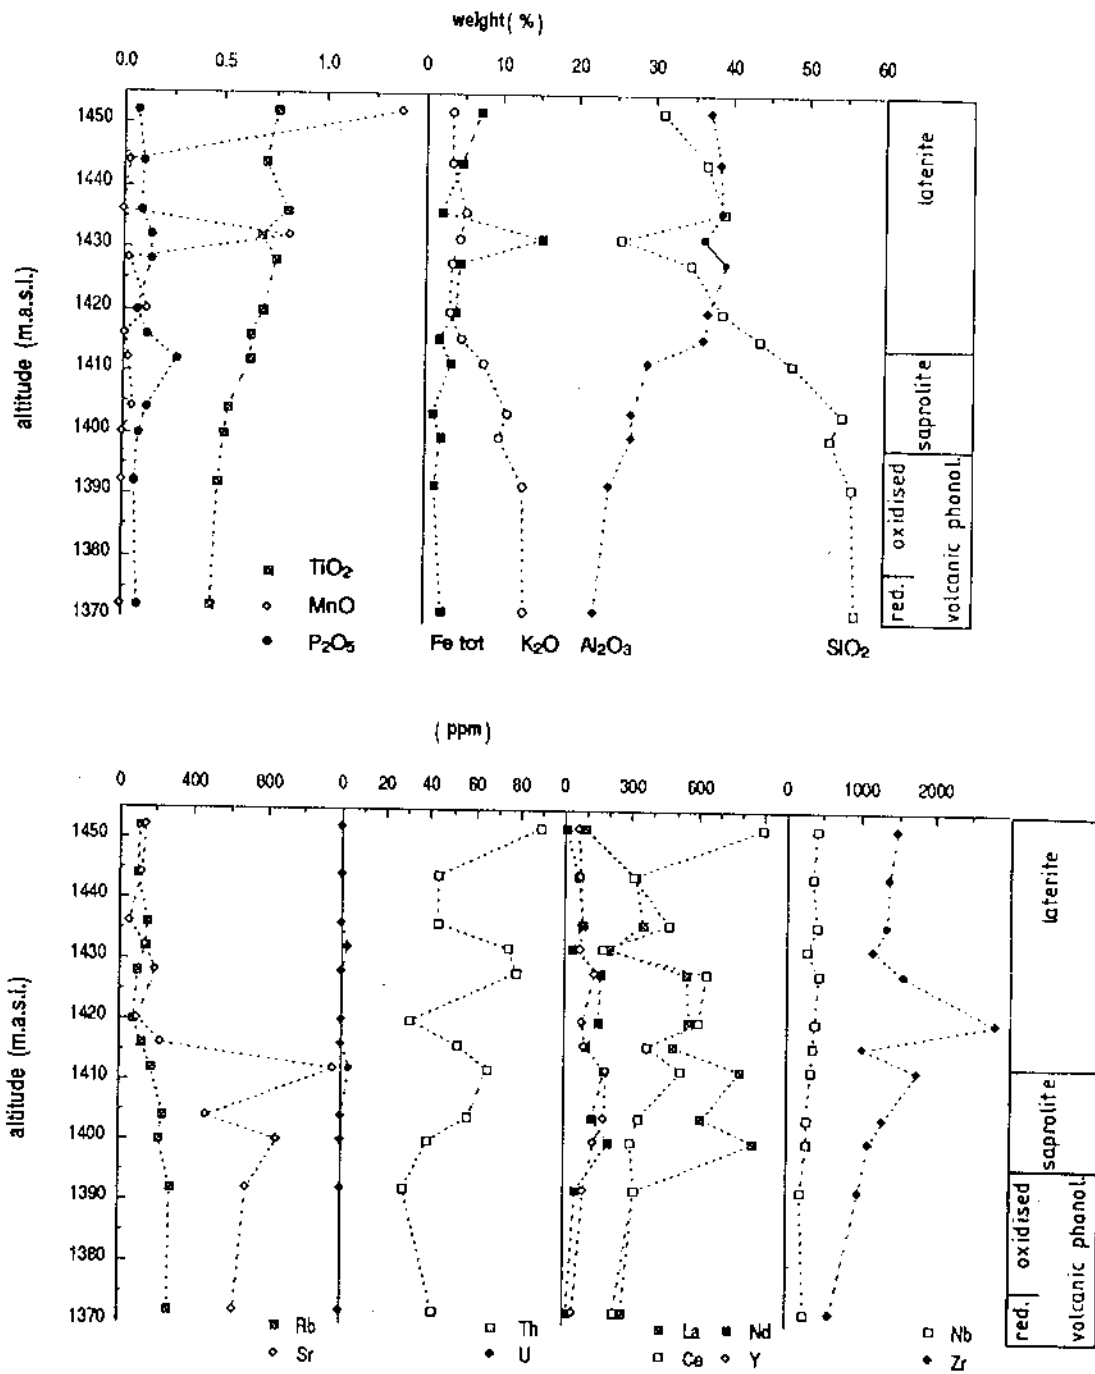 weight ( % )
0.0 0.5 1.0 0 10 20 30 40 50 60
1450
1440
1430
1420
1410
1400
1390
1380
1370
altitude (m.a.s.l.)
laterite
saprolite
oxidised
red.
volcanic phonol.
TiO2
MnO
P2O5
Fe tot K2O Al2O3 SiO2
( ppm )
0 400 800 0 20 40 60 80 0 300 600 0 1000 2000
1450
1440
1430
1420
1410
1400
1390
1380
1370
altitude (m.a.s.l.)
laterite
saprolite
oxidised
red.
volcanic phonol.
Rb Th La Nd Nb
Sr U Ce Y Zr